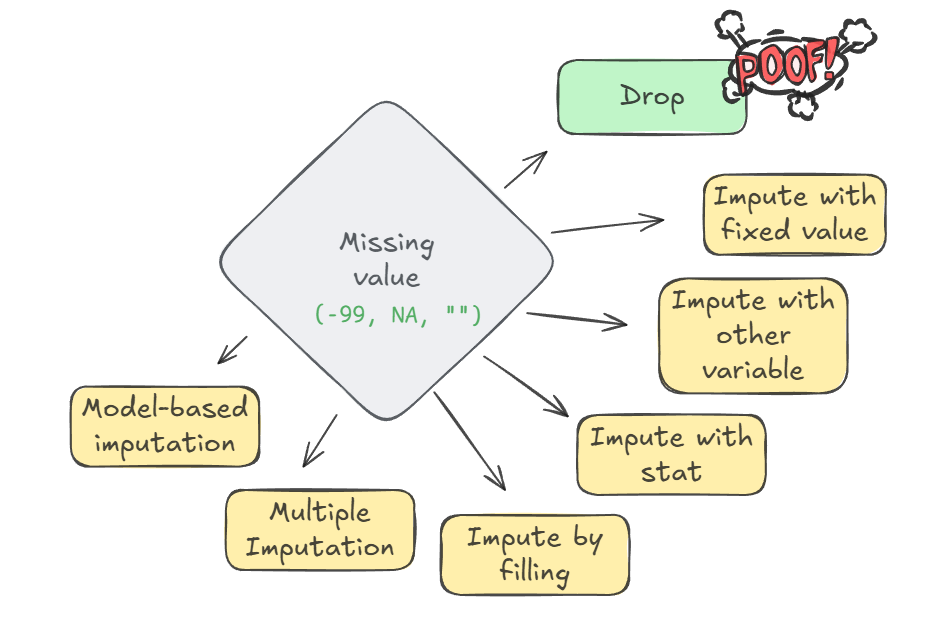 POOF!
Drop
Impute with
fixed value
Missing
value
(-99, NA, "")
Impute with
other
variable
Model-based
imputation
Impute with
stat
Multiple
Imputation
Impute by
filling